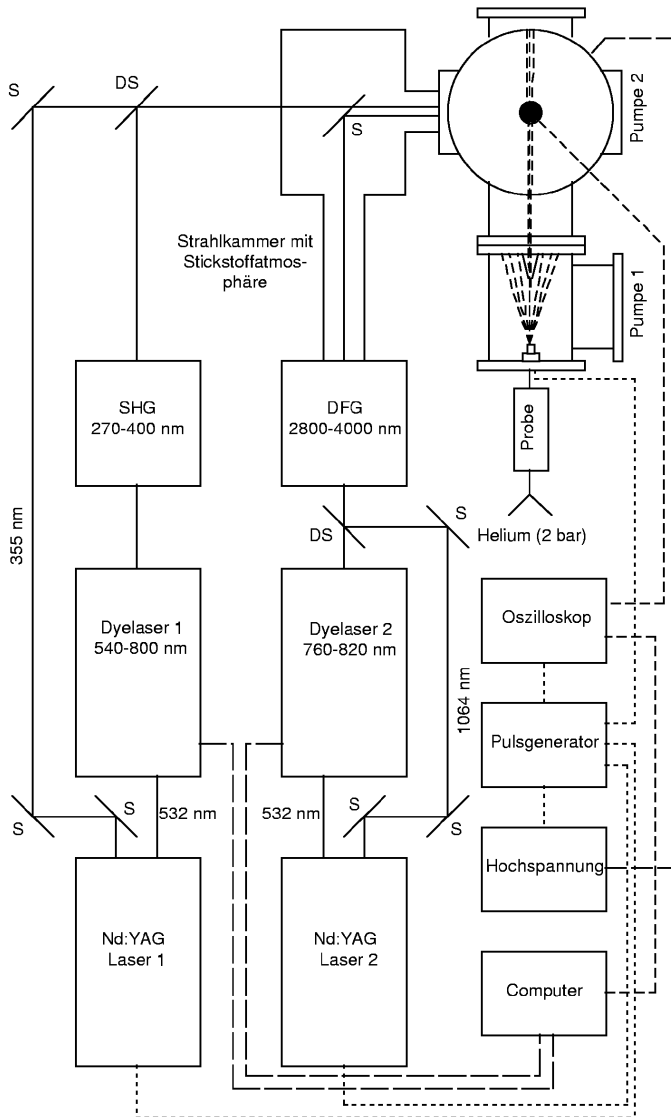 S
DS
S
Pumpe 2
Strahlkammer mit
Stickstoffatmos-
phäre
Pumpe 1
SHG
270-400 nm
DFG
2800-4000 nm
Probe
355 nm
DS
S
Helium (2 bar)
Dyelaser 1
540-800 nm
Dyelaser 2
760-820 nm
1064 nm
Oszilloskop
Pulsgenerator
S
S
532 nm
532 nm
S
S
Hochspannung
Nd:YAG
Laser 1
Nd:YAG
Laser 2
Computer